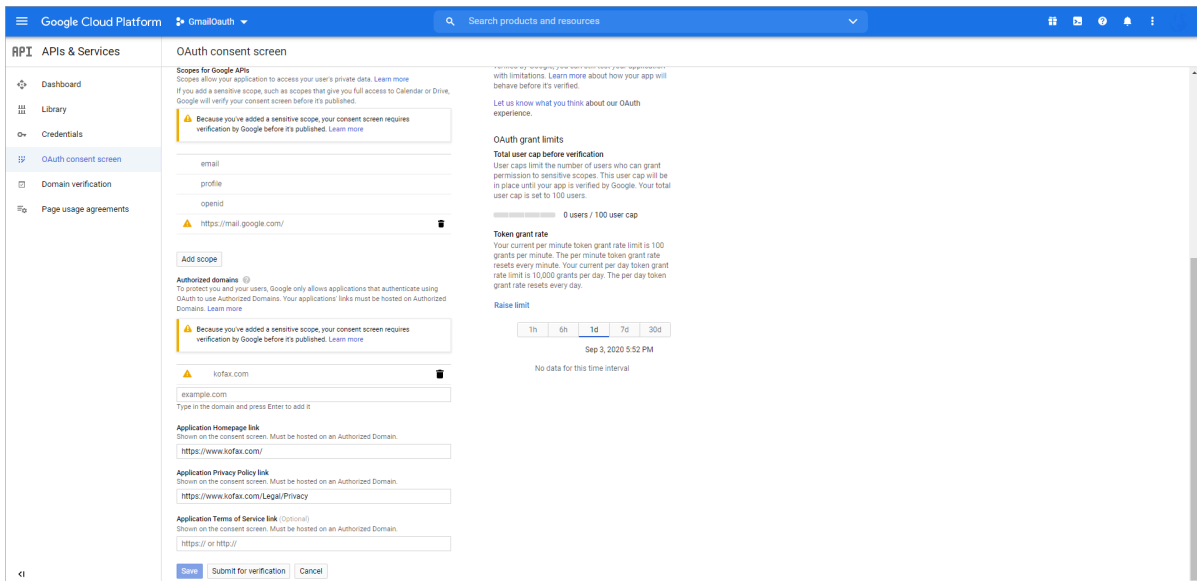 Google Cloud Platform
GmailOauth
Search products and resources
API APIs & Services
Dashboard
Library
Credentials
OAuth consent screen
Domain verification
Page usage agreements
OAuth consent screen
Scopes for Google APIs
Scopes allow your application to access your user's private data. Learn more
If you add a sensitive scope, such as scopes that give you full access to Calendar or Drive,
Google will verify your consent screen before it's published.
Because you've added a sensitive scope, your consent screen requires
verification by Google before it's published. Learn more
email
profile
openid
https://mail.google.com/
Add scope
Authorized domains
To protect you and your users, Google only allows applications that authenticate using
OAuth to use Authorized Domains. Your applications' links must be hosted on Authorized
Domains. Learn more
Because you've added a sensitive scope, your consent screen requires
verification by Google before it's published. Learn more
kofax.com
example.com
Type in the domain and press Enter to add it
Application Homepage link
Shown on the consent screen. Must be hosted on an Authorized Domain.
https://www.kofax.com/
Application Privacy Policy link
Shown on the consent screen. Must be hosted on an Authorized Domain.
https://www.kofax.com/Legal/Privacy
Application Terms of Service link (Optional)
Shown on the consent screen. Must be hosted on an Authorized Domain.
https:// or http://
Save Submit for verification Cancel
with limitations. Learn more about how your app will
behave before it's verified.
Let us know what you think about our OAuth
experience.
OAuth grant limits
Total user cap before verification
User caps limit the number of users who can grant
permission to sensitive scopes. This user cap will be
in place until your app is verified by Google. Your total
user cap is set to 100 users.
0 users / 100 user cap
Token grant rate
Your current per minute token grant rate limit is 100
grants per minute. The per minute token grant rate
resets every minute. Your current per day token grant
rate limit is 10,000 grants per day. The per day token
grant rate resets every day.
Raise limit
1h 6h 1d 7d 30d
Sep 3, 2020 5:52 PM
No data for this time interval